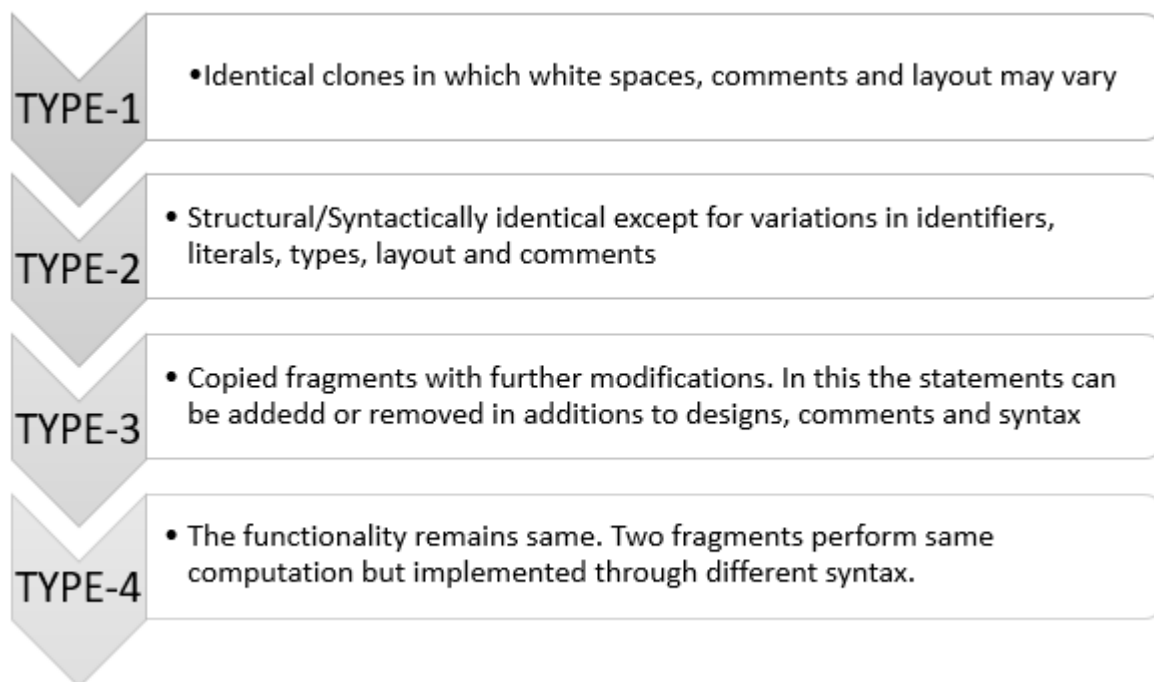 TYPE-1
•Identical clones in which white spaces, comments and layout may vary
TYPE-2
• Structural/Syntactically identical except for variations in identifiers,
literals, types, layout and comments
TYPE-3
• Copied fragments with further modifications. In this the statements can
be addedd or removed in additions to designs, comments and syntax
TYPE-4
• The functionality remains same. Two fragments perform same
computation but implemented through different syntax.